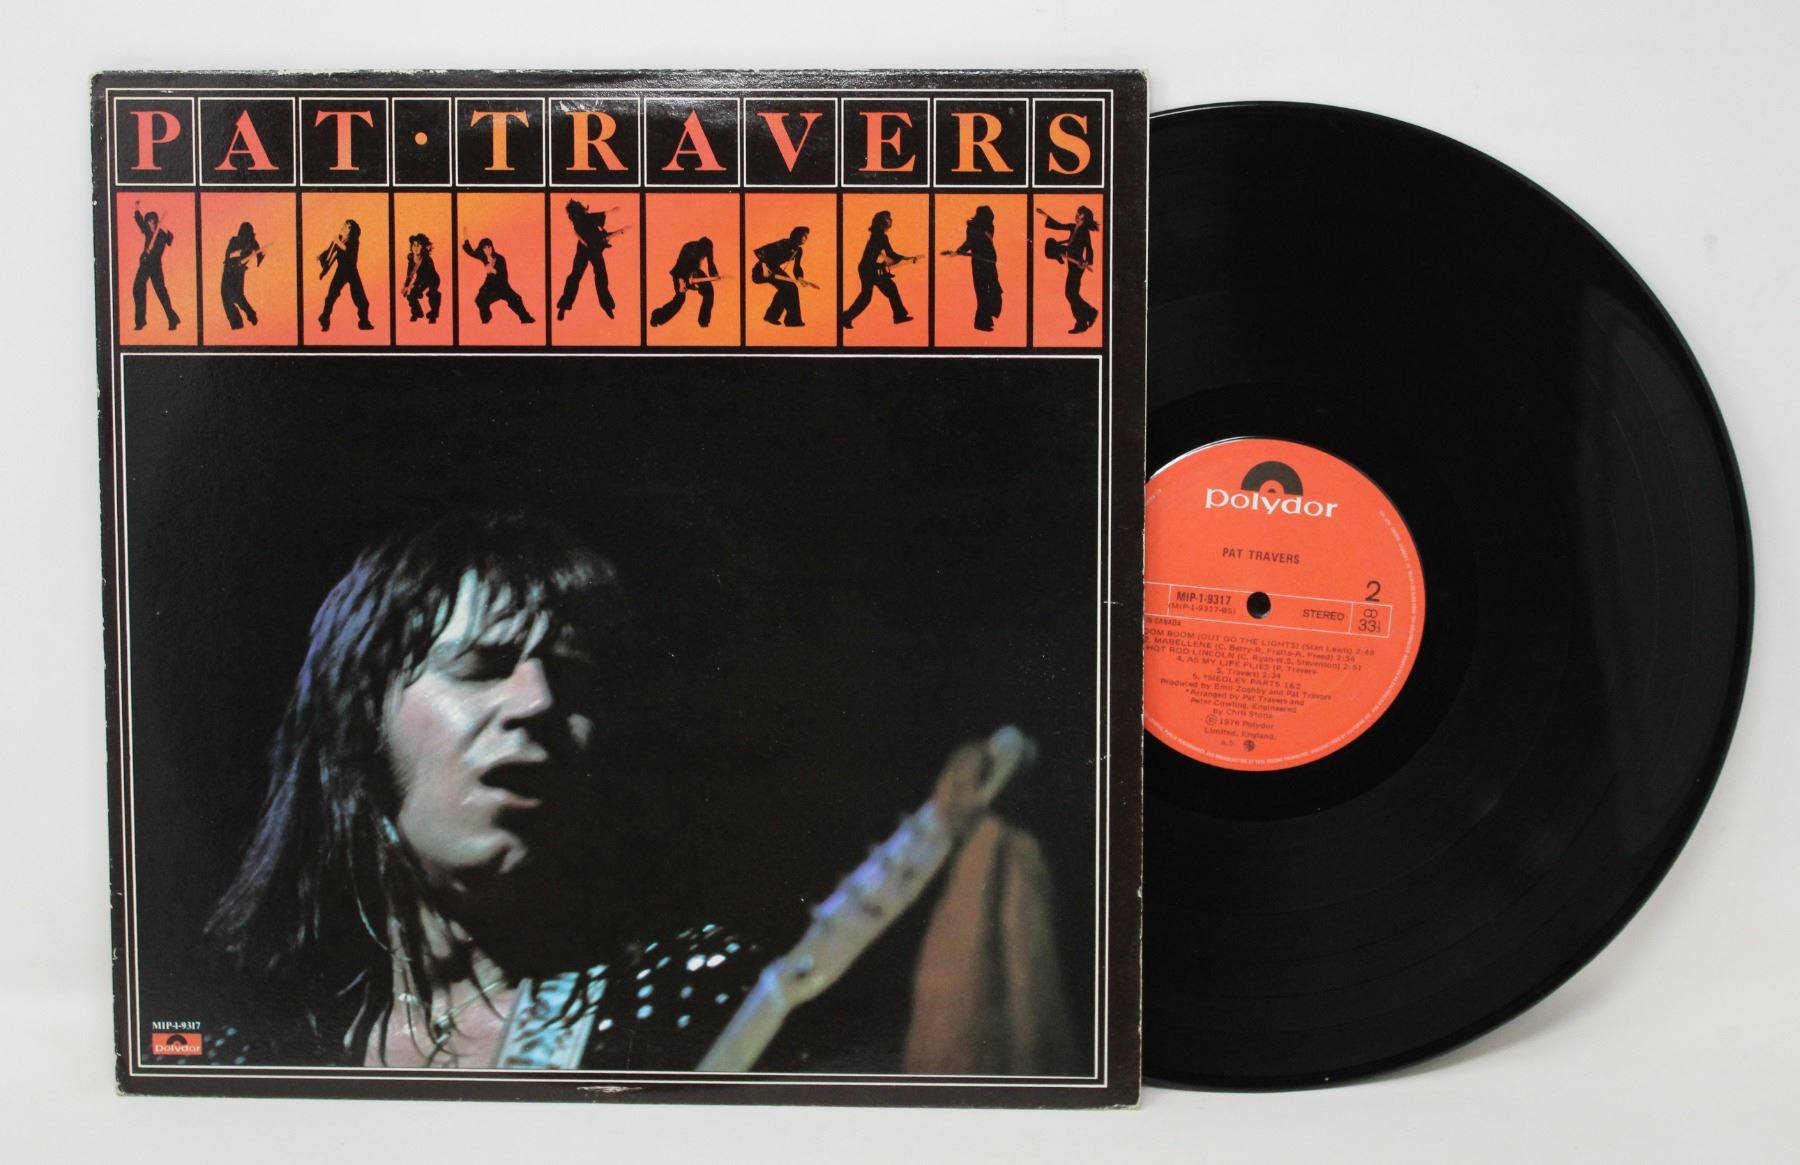 PAT·TRAVERS
MIP-1-9317
polydor
polydor
PAT TRAVERS
2
MIP-1-9317
(MIP-1-9317-BS)
STEREO
33⅓
CANADA
BOOM (OUT GO THE LIGHTS) (Stan Lewis) 2:48
MABELLENE (C. Berry-R. Fratto-A. Freed) 2:56
HOT ROD LINCOLN (C. Ryan-W.S. Stevenson) 2:51
4. AS MY LIFE FLIES (P. Travers-
S. Travers) 2:34
5. *MEDLEY PARTS 1&2
Produced by Emil Zoghby and Pat Travers
*Arranged by Pat Travers and
Peter Cowling, Engineered
by Chris Stone
Ⓟ 1976 Polydor
Limited, England.